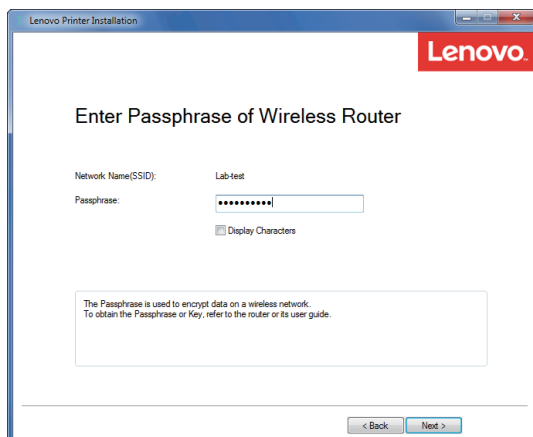 Lenovo Printer Installation
Lenovo
Enter Passphrase of Wireless Router
Network Name(SSID): Lab-test
Passphrase: ••••••••••
Display Characters
The Passphrase is used to encrypt data on a wireless network.
To obtain the Passphrase or Key, refer to the router or its user guide.
< Back Next >